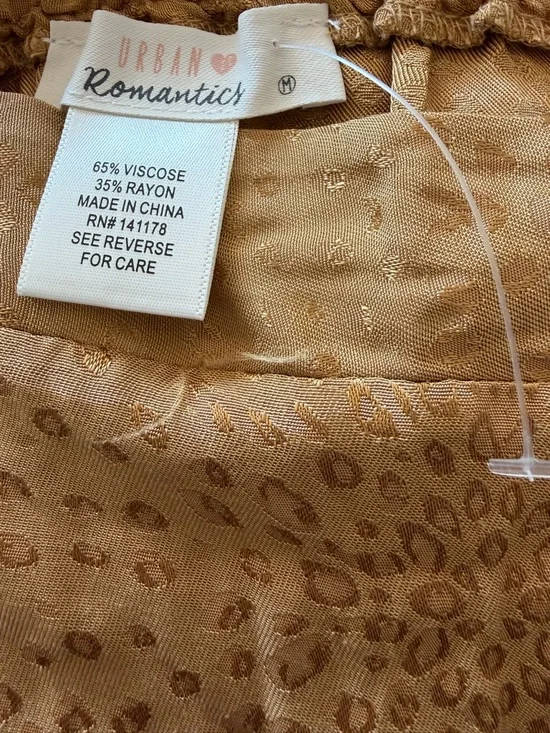 URBAN
Romantics M
65% VISCOSE
35% RAYON
MADE IN CHINA
RN# 141178
SEE REVERSE
FOR CARE